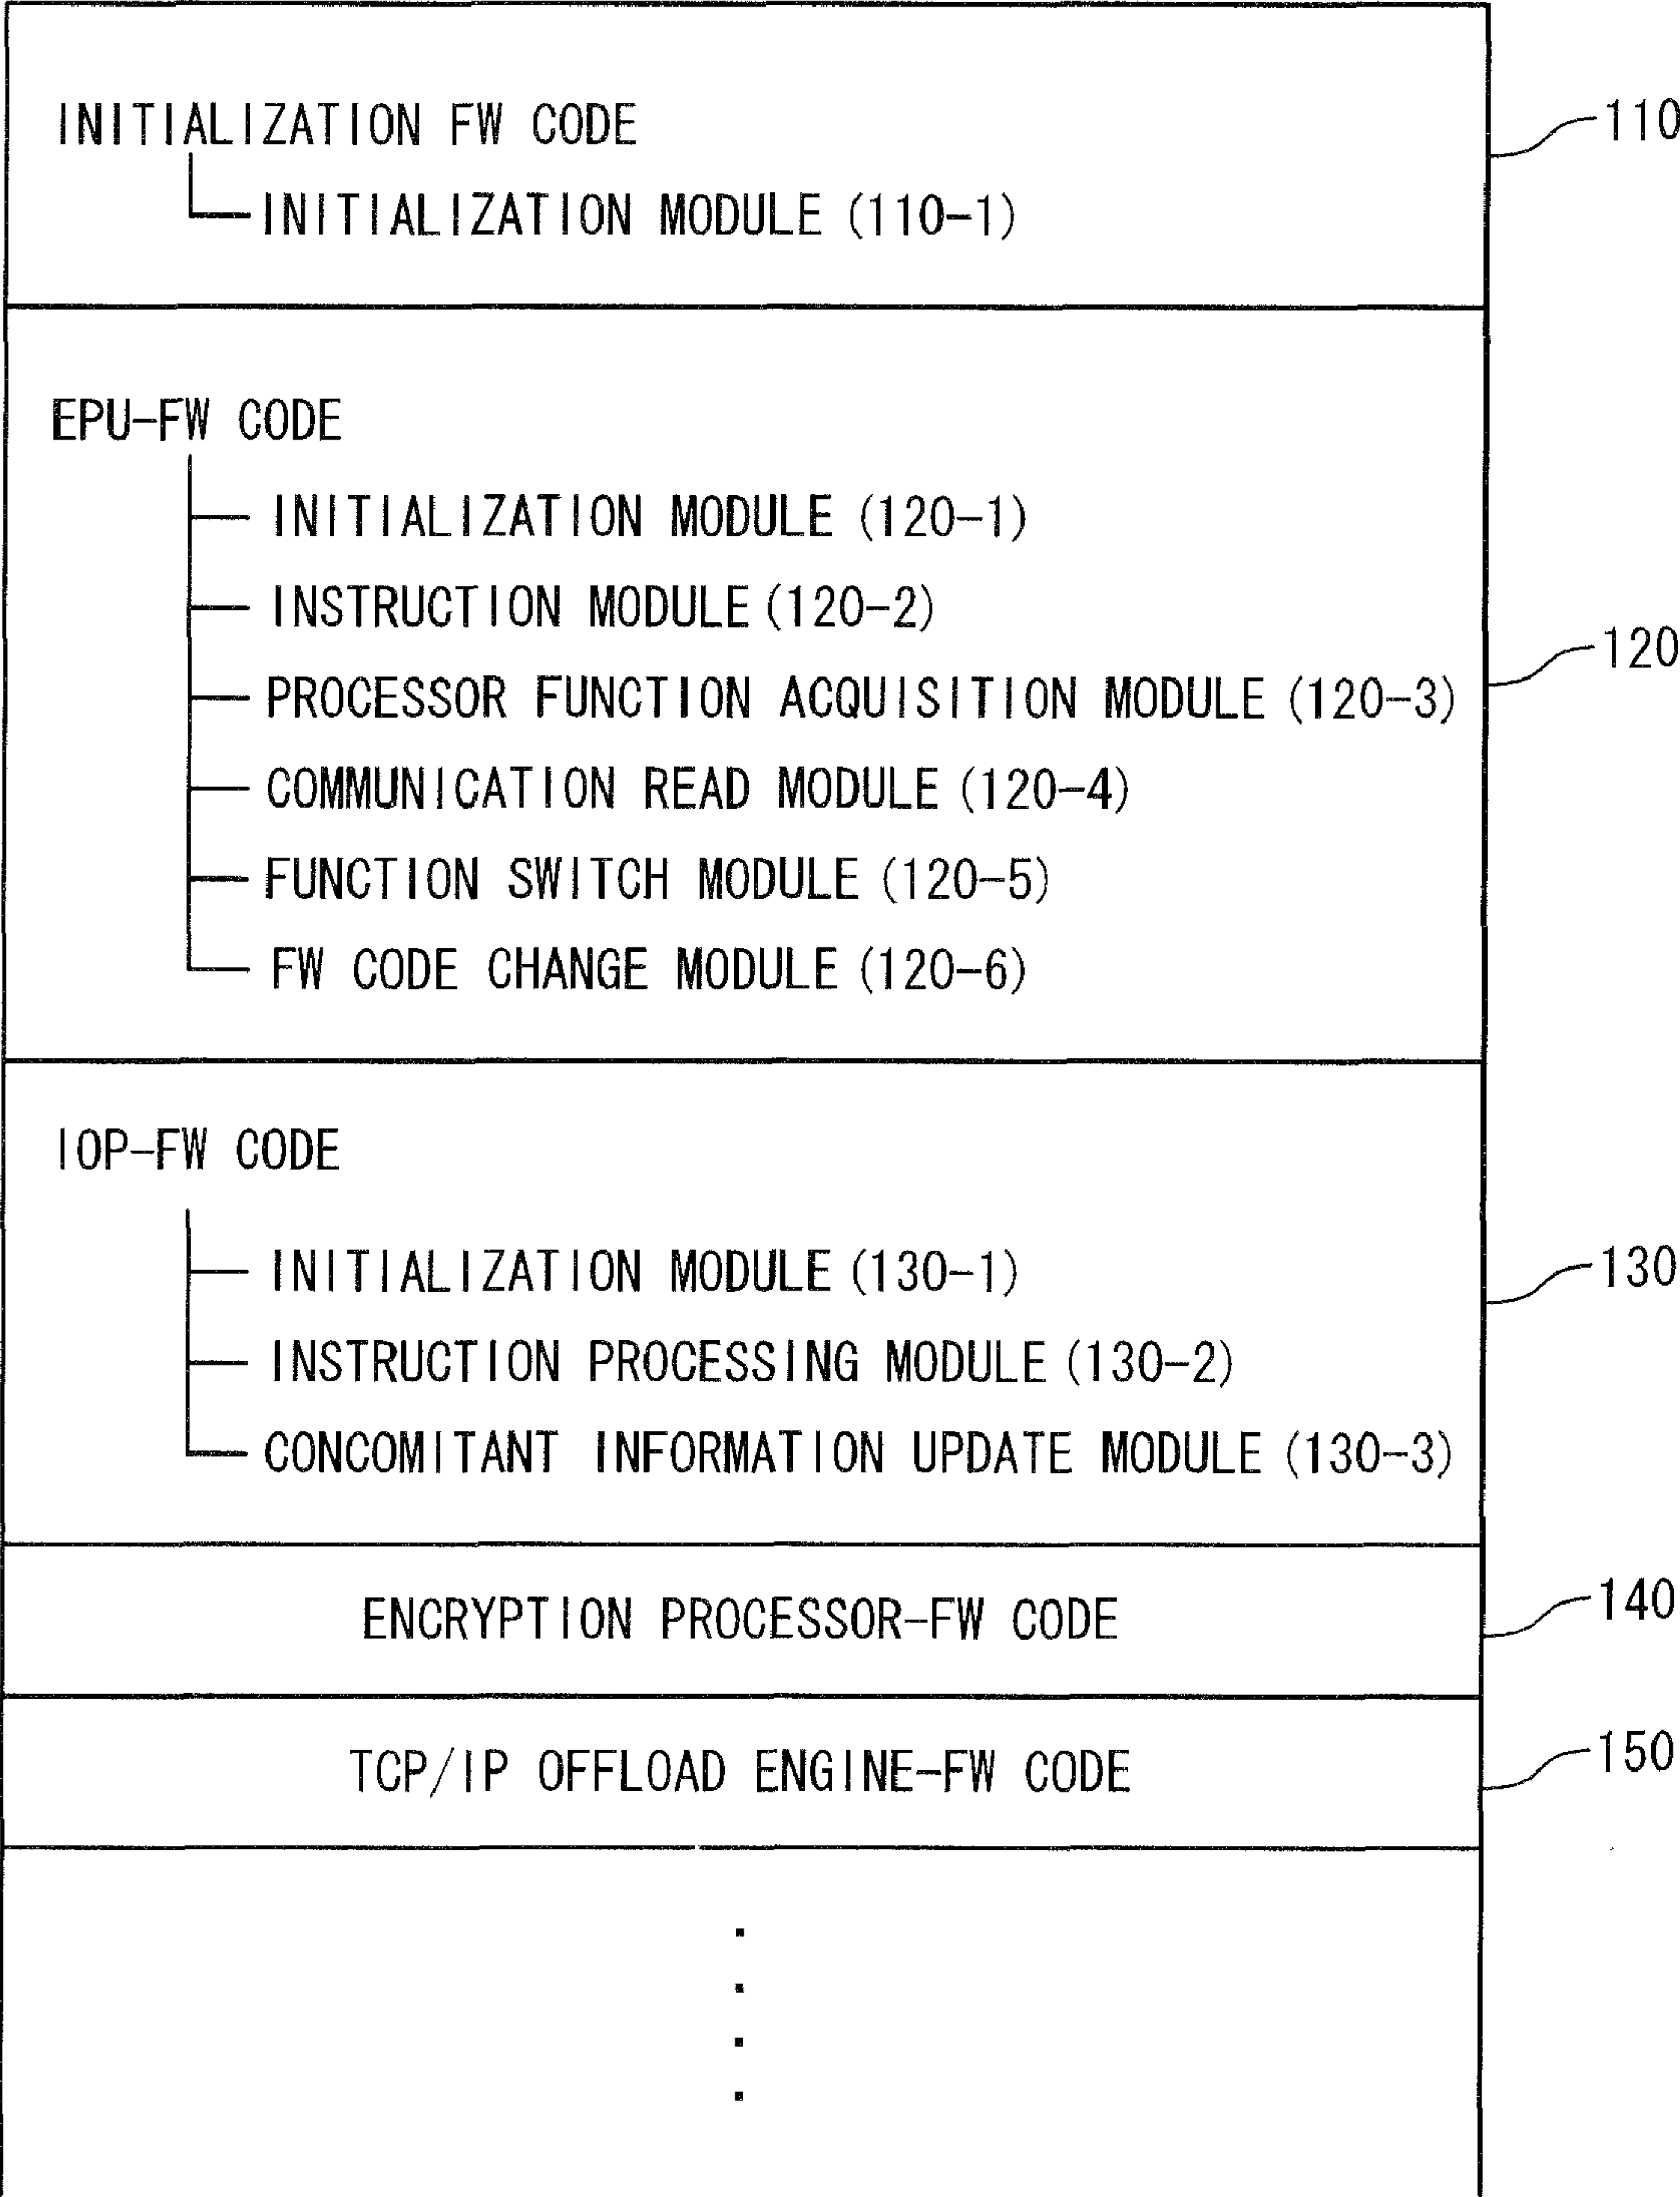 INITIALIZATION FW CODE
110
INITIALIZATION MODULE (110-1)
EPU-FW CODE
INITIALIZATION MODULE (120-1)
INSTRUCTION MODULE (120-2)
120
PROCESSOR FUNCTION ACQUISITION MODULE (120-3)
COMMUNICATION READ MODULE (120-4)
FUNCTION SWITCH MODULE (120-5)
FW CODE CHANGE MODULE (120-6)
IOP-FW CODE
INITIALIZATION MODULE (130-1)
130
INSTRUCTION PROCESSING MODULE (130-2)
CONCOMITANT INFORMATION UPDATE MODULE (130-3)
ENCRYPTION PROCESSOR-FW CODE
140
TCP/IP OFFLOAD ENGINE-FW CODE
150